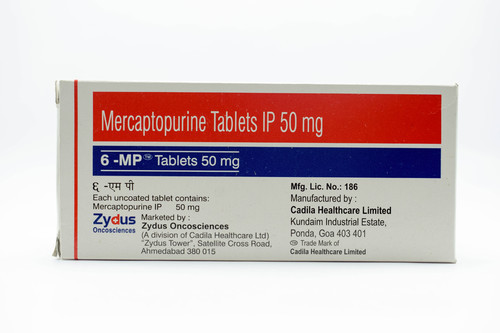 Mercaptopurine Tablets IP 50 mg
6 -MP™ Tablets 50 mg
६ -एम पी
Each uncoated tablet contains:
Mercaptopurine IP 50 mg
Zydus
Oncosciences
Marketed by :
Zydus Oncosciences
(A division of Cadila Healthcare Ltd)
"Zydus Tower", Satellite Cross Road,
Ahmedabad 380 015
Mfg. Lic. No.: 186
Manufactured by :
Cadila Healthcare Limited
Kundaim Industrial Estate,
Ponda, Goa 403 401
Trade Mark of
Cadila Healthcare Limited